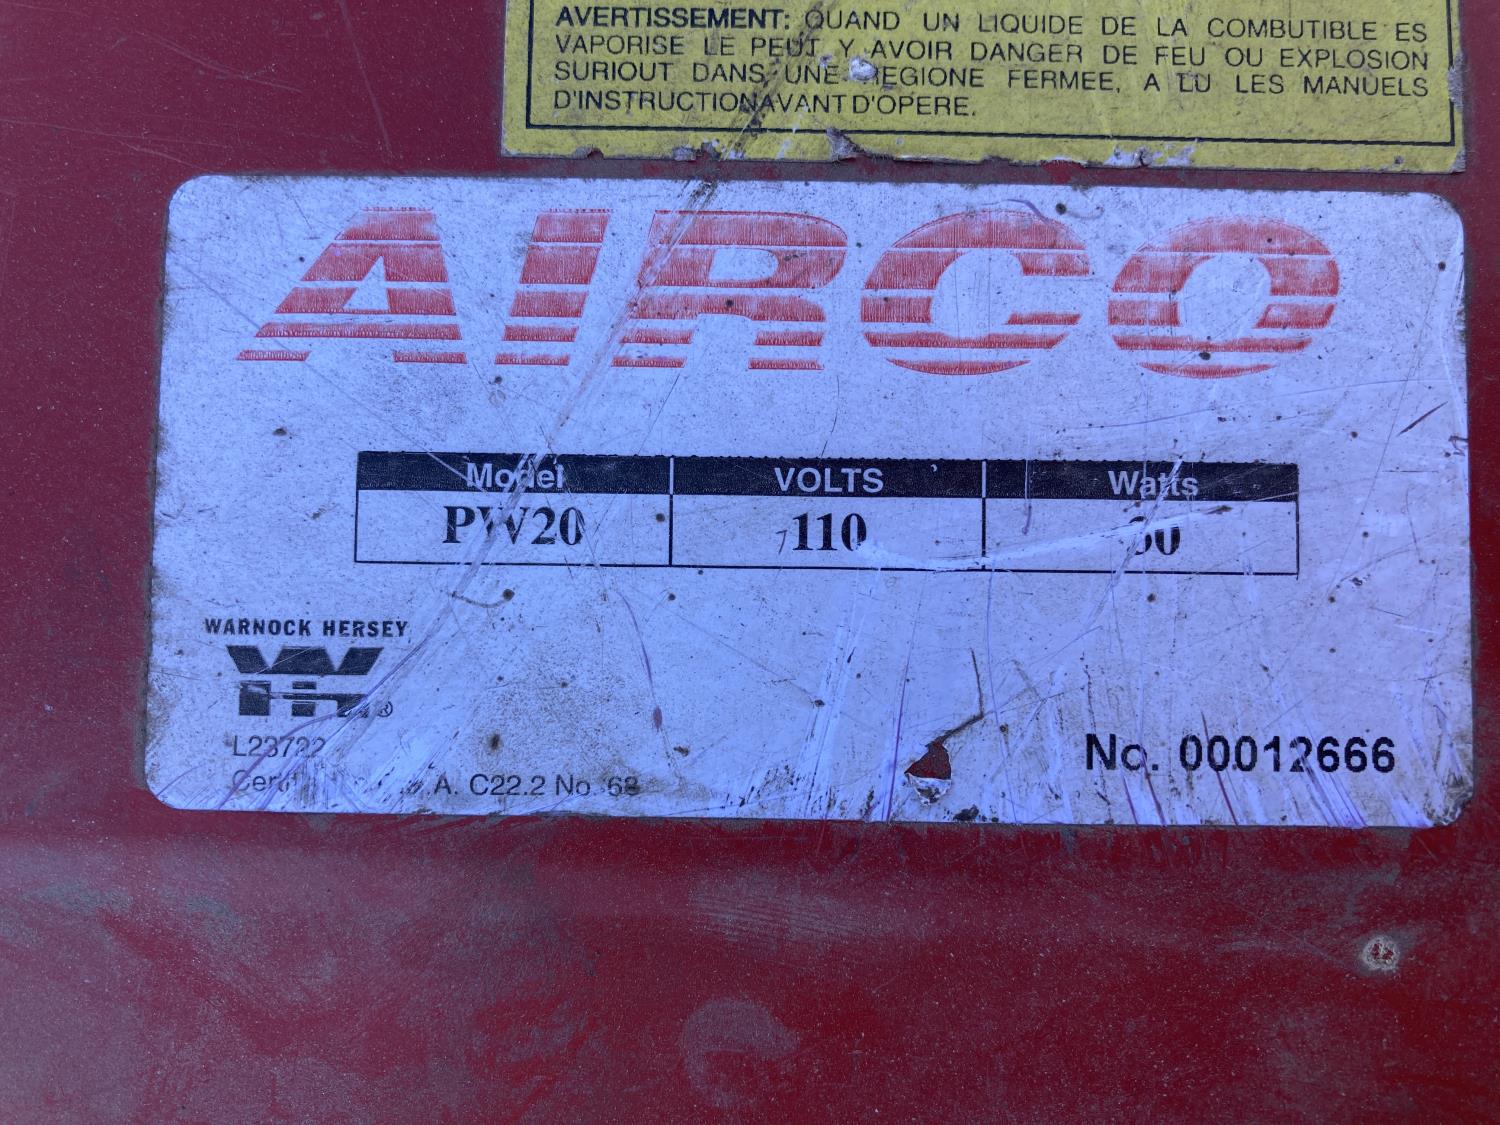 AVERTISSEMENT: QUAND UN LIQUIDE DE LA COMBUTIBLE ES
VAPORISE LE PEUT Y AVOIR DANGER DE FEU OU EXPLOSION
SURIOUT DANS UNE REGIONE FERMEE, A LU LES MANUELS
D'INSTRUCTIONAVANT D'OPERE.
AIRCO
Model VOLTS Watts
PW20 110
WARNOCK HERSEY
WH ®
L23722
A. C22.2 No. 68
No. 00012666